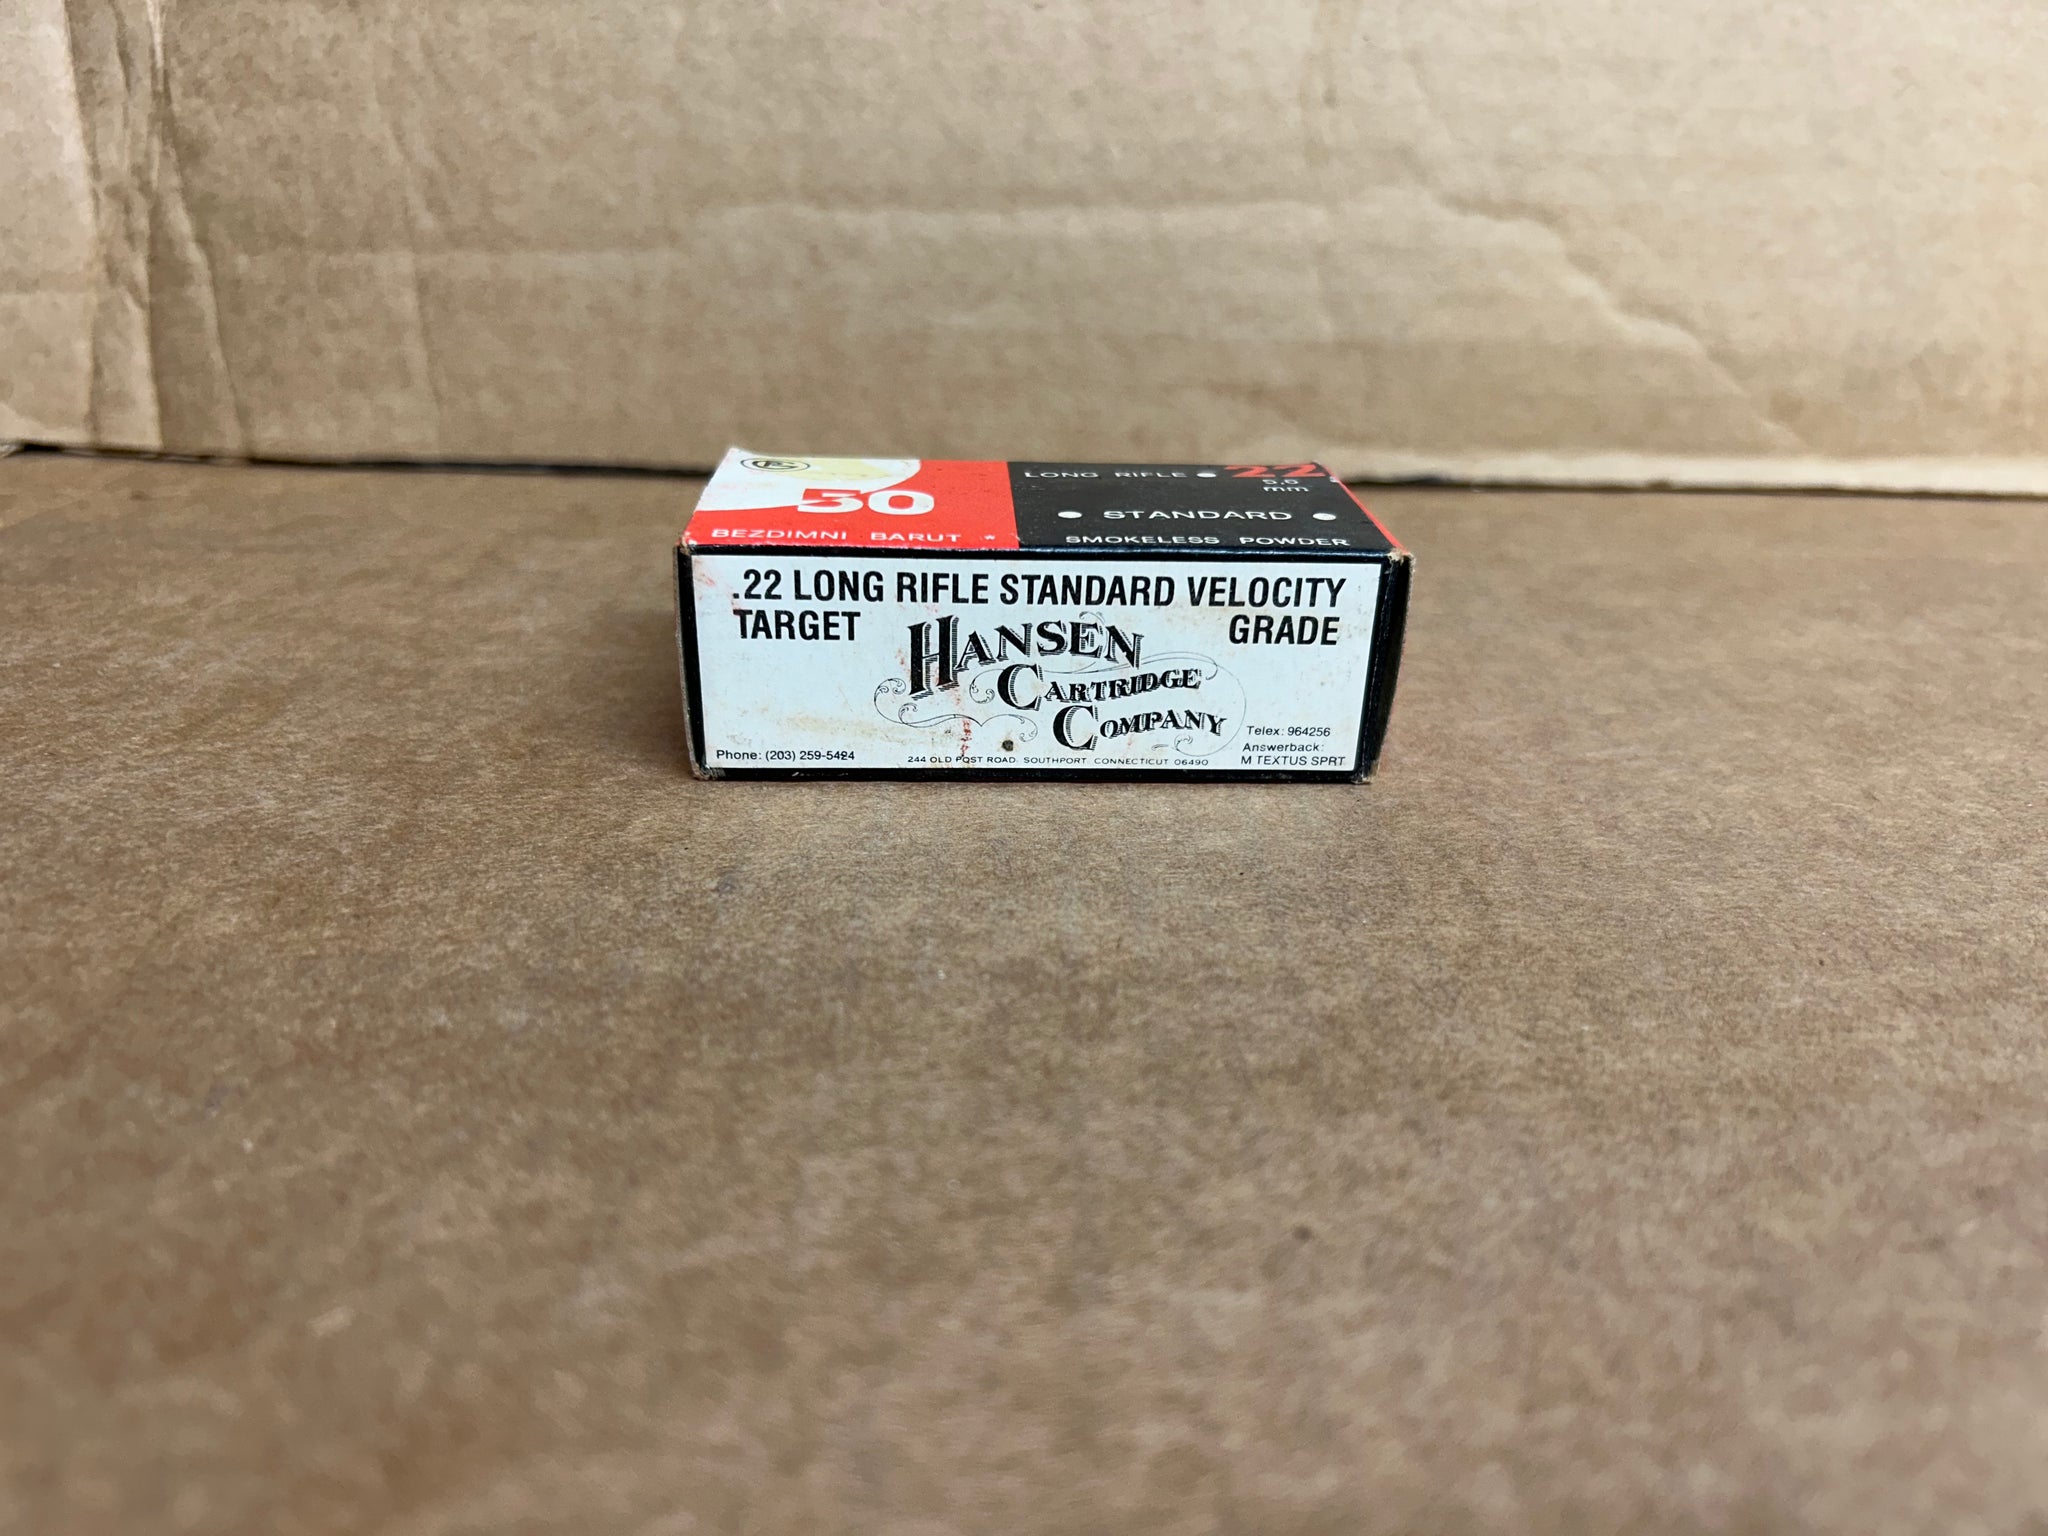 50
BEZDIMNI BARUT *
LONG RIFLE • 22
5,6
mm
• STANDARD •
SMOKELESS POWDER
.22 LONG RIFLE STANDARD VELOCITY
TARGET GRADE
HANSEN
CARTRIDGE
COMPANY
Phone: (203) 259-5424
244 OLD POST ROAD, SOUTHPORT, CONNECTICUT 06490
Telex: 964256
Answerback:
M TEXTUS SPRT